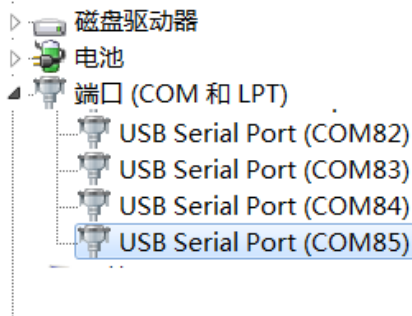 磁盘驱动器
电池
端口 (COM 和 LPT)
USB Serial Port (COM82)
USB Serial Port (COM83)
USB Serial Port (COM84)
USB Serial Port (COM85)